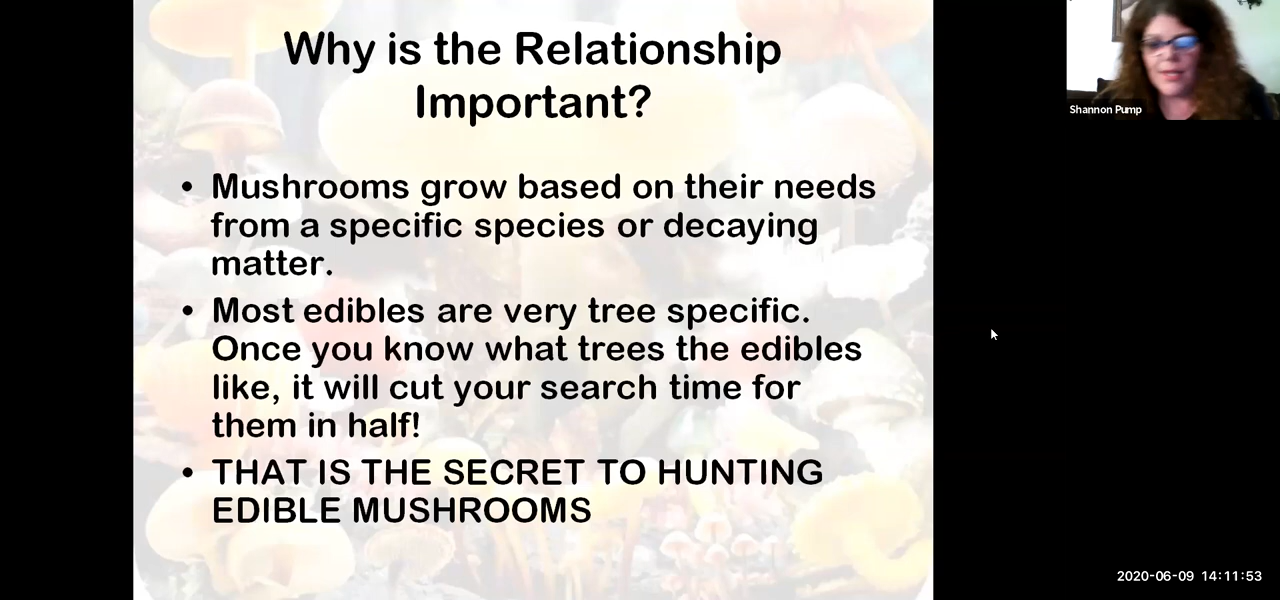 Why is the Relationship
Important?
• Mushrooms grow based on their needs
from a specific species or decaying
matter.
• Most edibles are very tree specific.
Once you know what trees the edibles
like, it will cut your search time for
them in half!
• THAT IS THE SECRET TO HUNTING
EDIBLE MUSHROOMS
Shannon Pump
2020-06-09 14:11:53